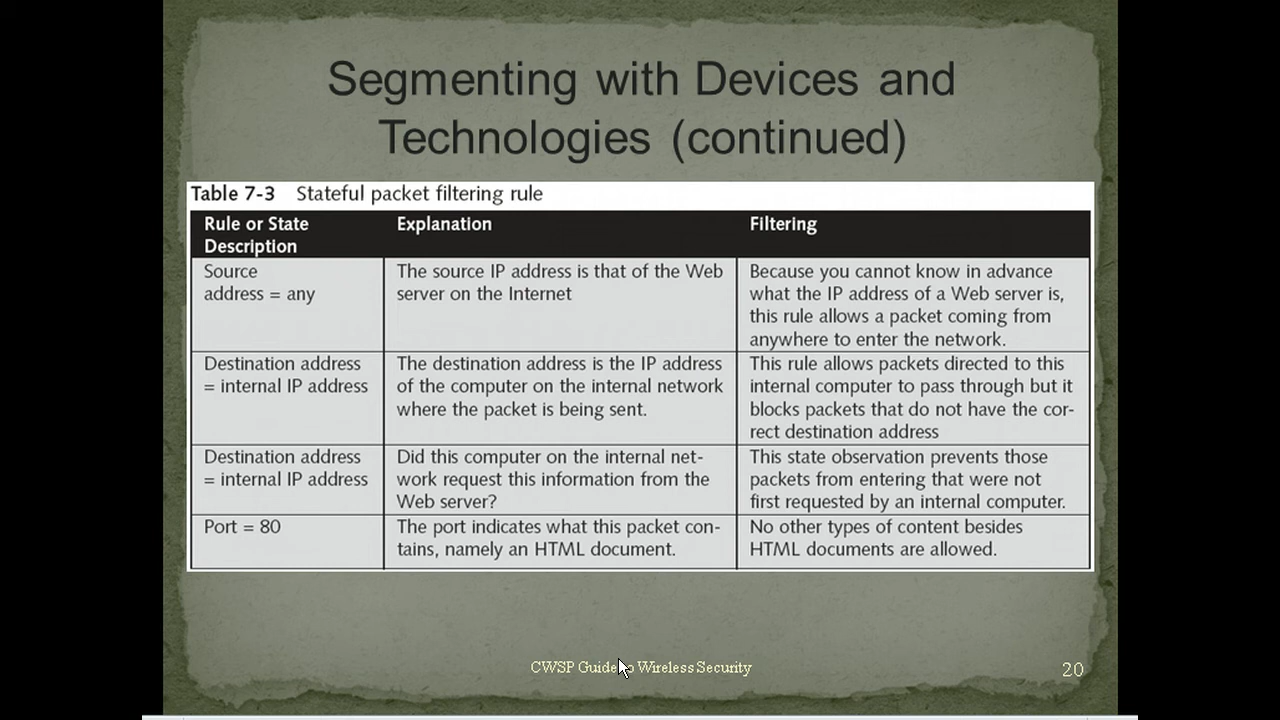 Segmenting with Devices and
Technologies (continued)
Table 7-3 Stateful packet filtering rule
Rule or State
Description
Explanation
Filtering
Source
address = any
The source IP address is that of the Web
server on the Internet
Because you cannot know in advance
what the IP address of a Web server is,
this rule allows a packet coming from
anywhere to enter the network.
Destination address
= internal IP address
The destination address is the IP address
of the computer on the internal network
where the packet is being sent.
This rule allows packets directed to this
internal computer to pass through but it
blocks packets that do not have the cor-
rect destination address
Destination address
= internal IP address
Did this computer on the internal net-
work request this information from the
Web server?
This state observation prevents those
packets from entering that were not
first requested by an internal computer.
Port = 80
The port indicates what this packet con-
tains, namely an HTML document.
No other types of content besides
HTML documents are allowed.
CWSP Guide to Wireless Security
20